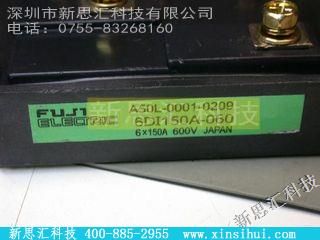 深圳市新思汇科技有限公司
电话：0755-83268160
FUJI ELECTRIC
A50L-0001-0209
6DI150A-060
6×150A 600V JAPAN
新思汇科技
新思汇科技 400-885-2955 www.xinsihui.com